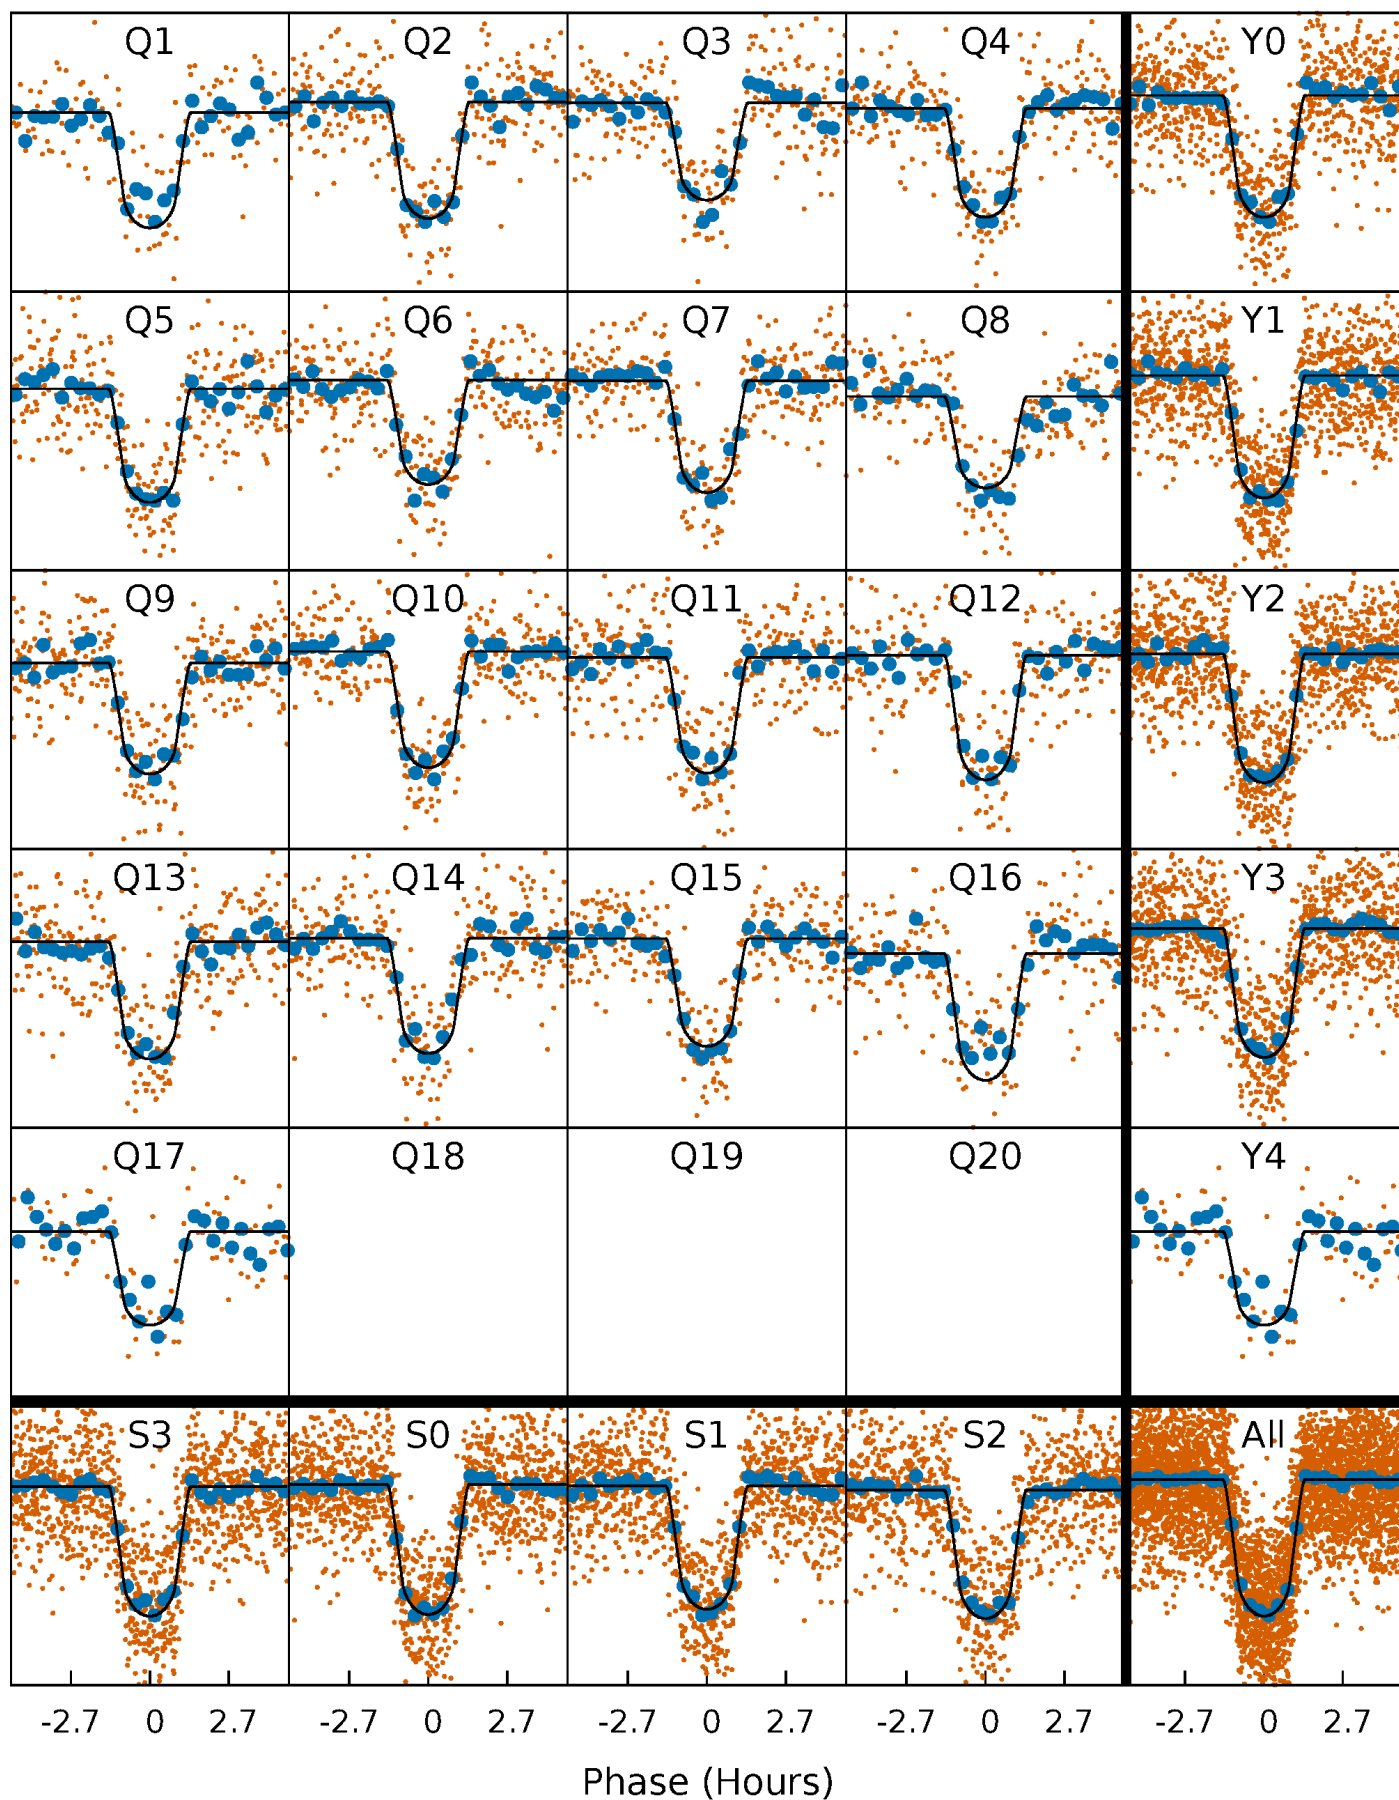 Q1 Q2 Q3 Q4 Y0
Q5 Q6 Q7 Q8 Y1
Q9 Q10 Q11 Q12 Y2
Q13 Q14 Q15 Q16 Y3
Q17 Q18 Q19 Q20 Y4
S3 S0 S1 S2 All
-2.7 0 2.7 -2.7 0 2.7 -2.7 0 2.7 -2.7 0 2.7 -2.7 0 2.7
Phase (Hours)